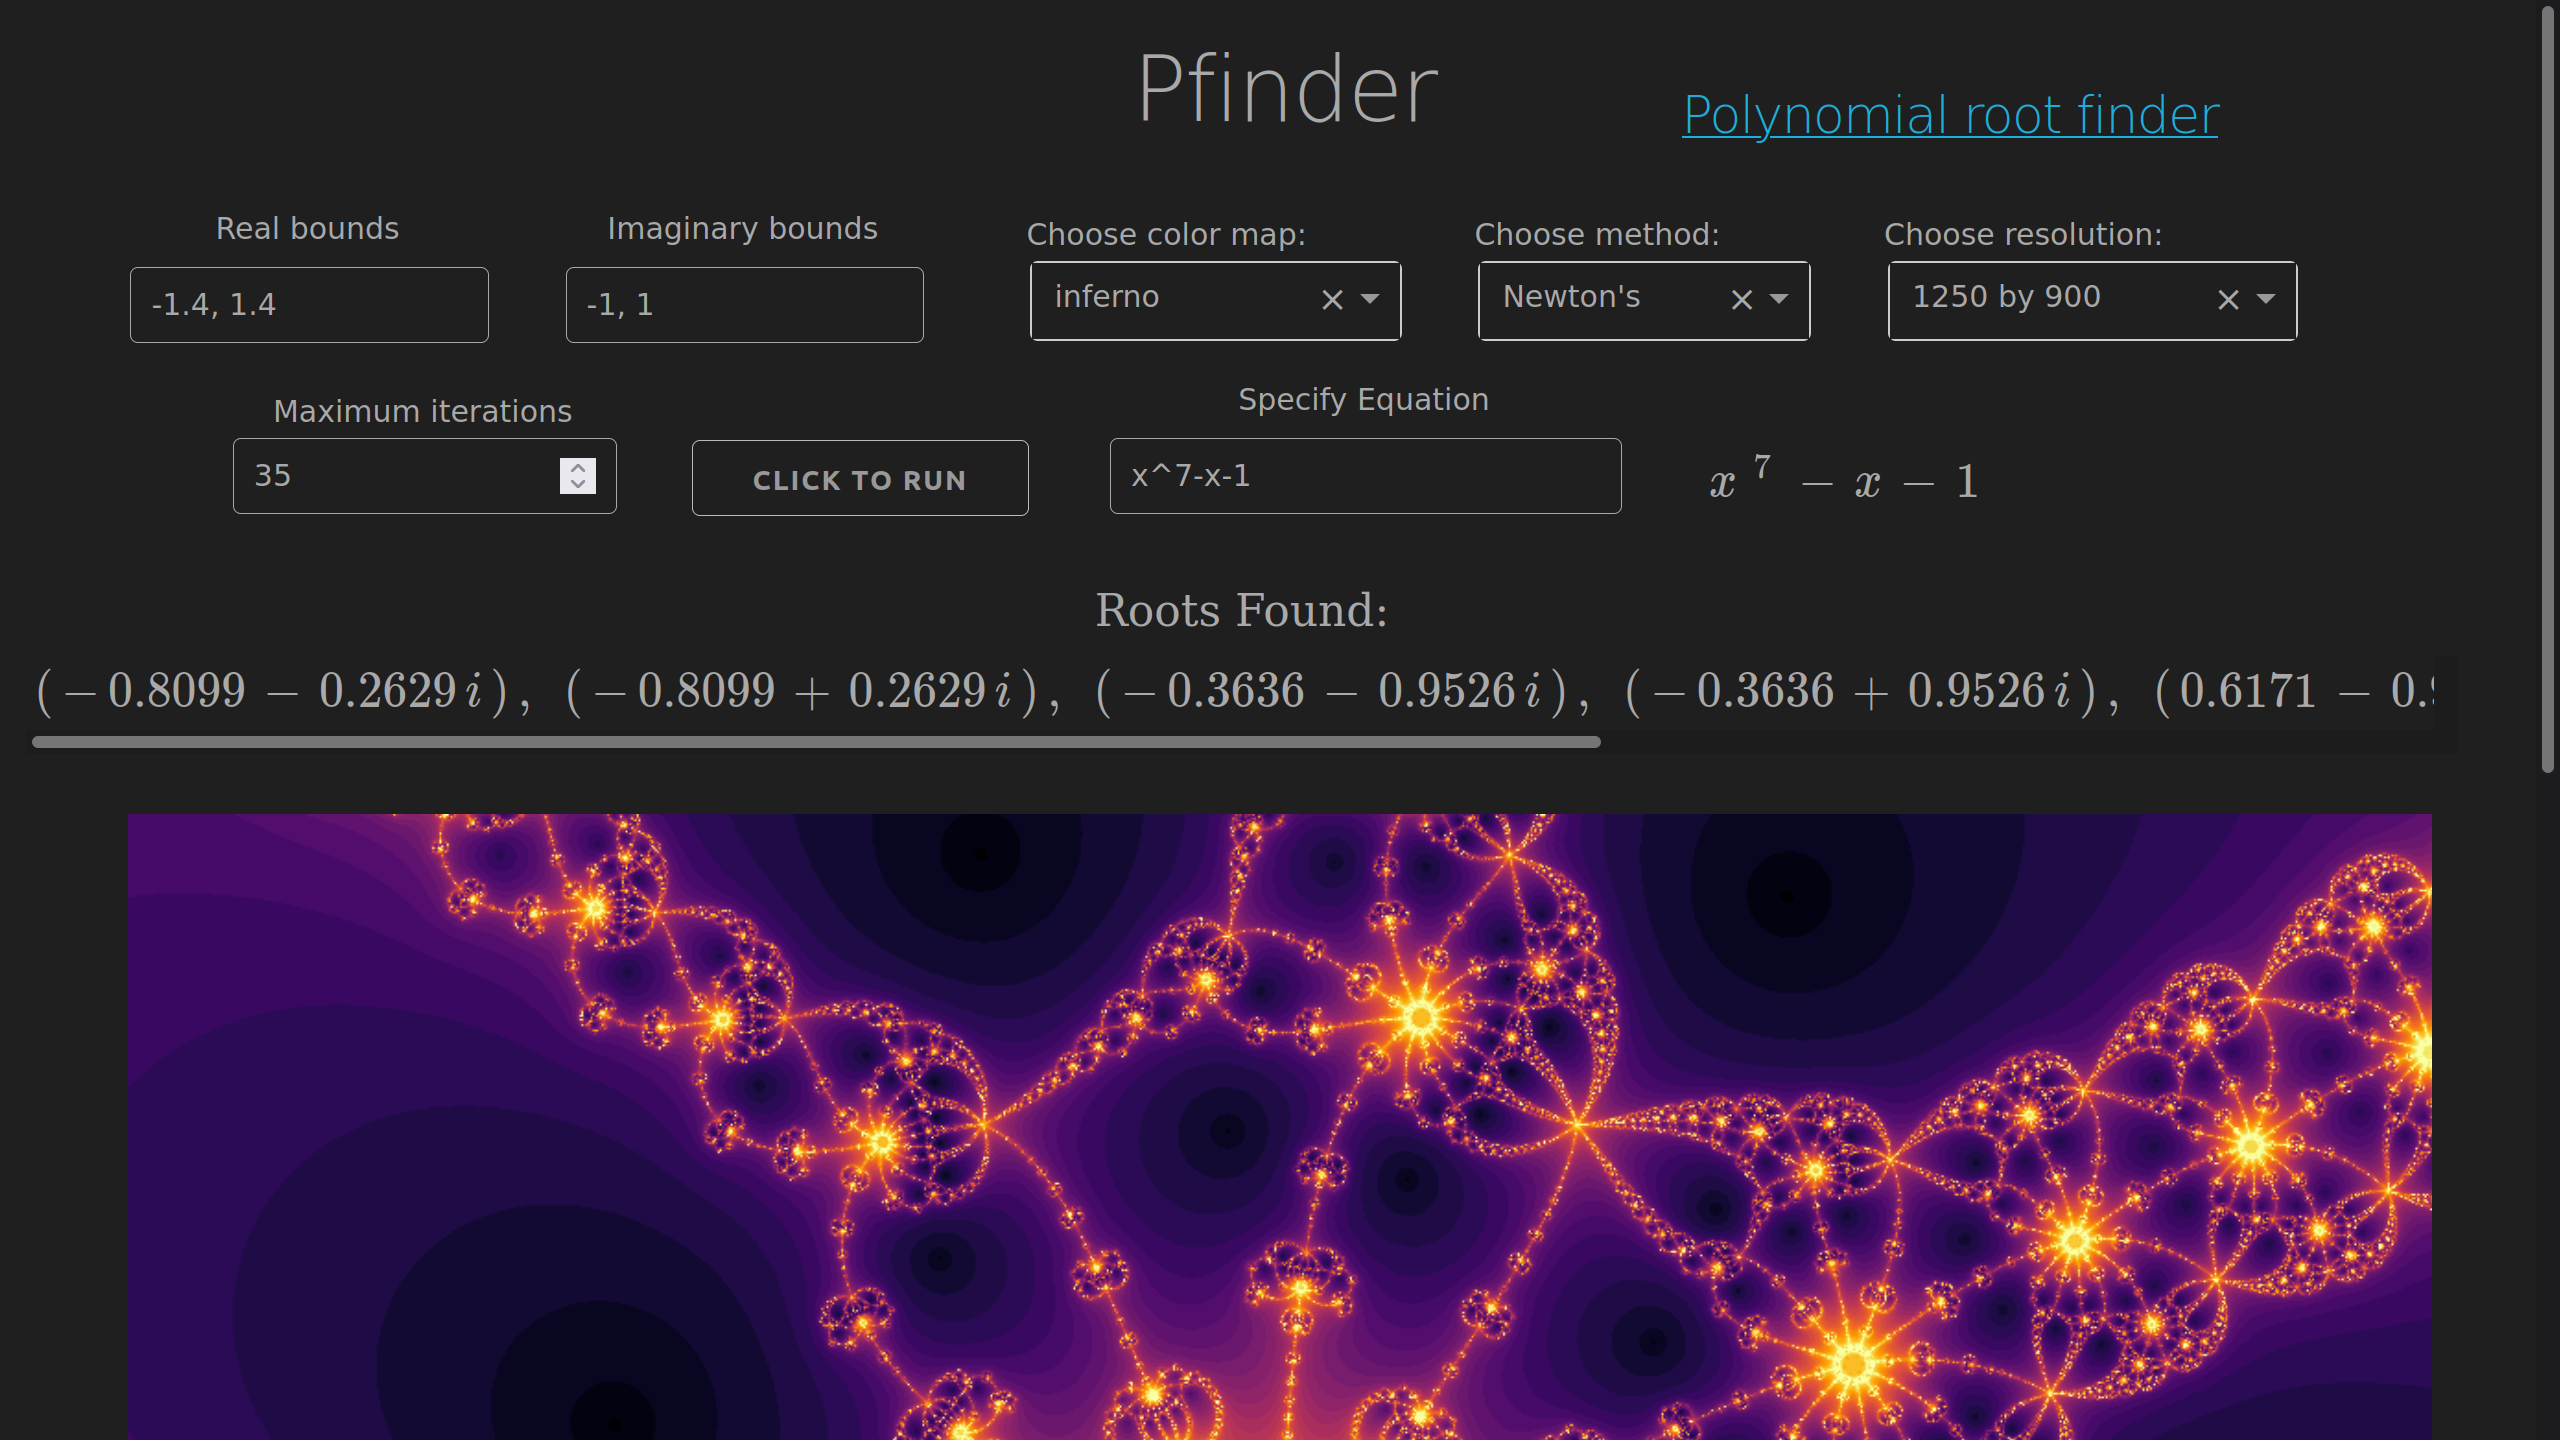 Pfinder
Polynomial root finder
Real bounds
Imaginary bounds
Choose color map:
Choose method:
Choose resolution:
-1.4, 1.4
-1, 1
inferno
Newton's
1250 by 900
Maximum iterations
Specify Equation
35
CLICK TO RUN
x^7-x-1
x⁷ − x − 1
Roots Found:
(−0.8099 − 0.2629i), (−0.8099 + 0.2629i), (−0.3636 − 0.9526i), (−0.3636 + 0.9526i), (0.6171 − 0.